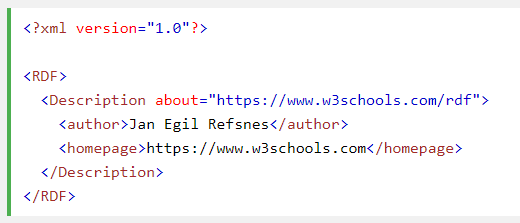 <?xml version="1.0"?>
<RDF>
<Description about="https://www.w3schools.com/rdf">
<author>Jan Egil Refsnes</author>
<homepage>https://www.w3schools.com</homepage>
</Description>
</RDF>